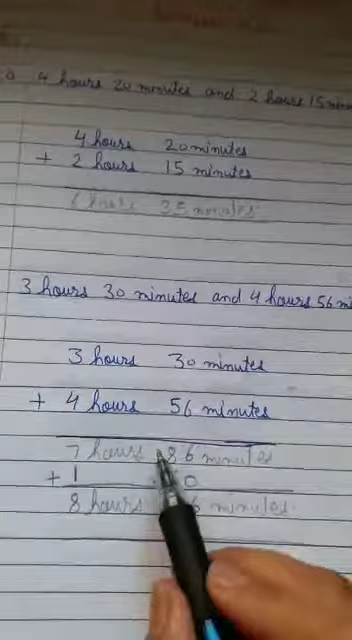 4 hours 20 minutes and 2 hours 15
4 hours 20 minutes
+ 2 hours 15 minutes
6 hours 35 minutes
3 hours 30 minutes and 4 hours 56
3 hours 30 minutes
+ 4 hours 56 minutes
7 hours 86 minutes
+ 1 0
8 hours 6 minutes